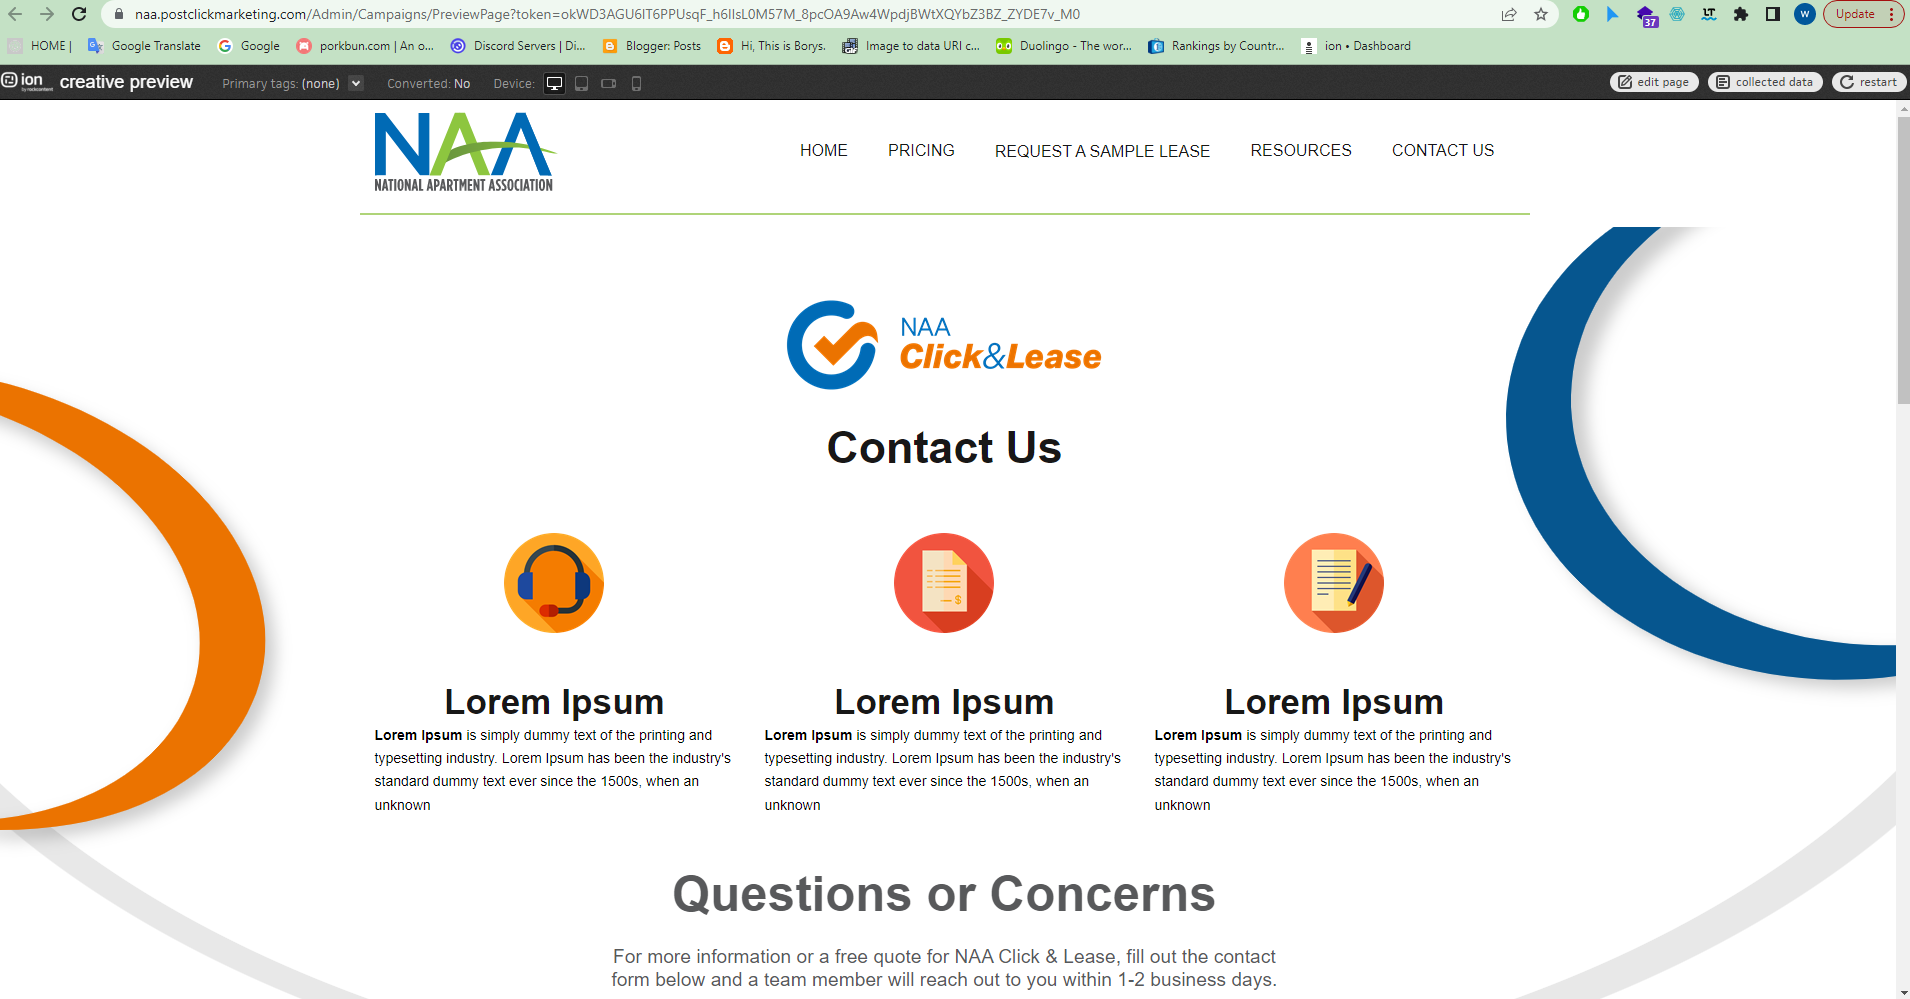 naa.postclickmarketing.com/Admin/Campaigns/PreviewPage?token=okWD3AGU6IT6PPUsqF_h6IIsL0M57M_8pcOA9Aw4WpdjBWtXQYbZ3BZ_ZYDE7v_M0
37
LT
W
Update
HOME |
Google Translate
Google
porkbun.com | An o...
Discord Servers | Di...
Blogger: Posts
Hi, This is Borys.
Image to data URI c...
Duolingo - The wor...
Rankings by Countr...
ion • Dashboard
ion
by rockcontent
creative preview
Primary tags: (none)
Converted: No
Device:
edit page
collected data
restart
NAA
NATIONAL APARTMENT ASSOCIATION
HOME
PRICING
REQUEST A SAMPLE LEASE
RESOURCES
CONTACT US
NAA
Click&Lease
Contact Us
$
Lorem Ipsum
Lorem Ipsum is simply dummy text of the printing and
typesetting industry. Lorem Ipsum has been the industry's
standard dummy text ever since the 1500s, when an
unknown
Lorem Ipsum
Lorem Ipsum is simply dummy text of the printing and
typesetting industry. Lorem Ipsum has been the industry's
standard dummy text ever since the 1500s, when an
unknown
Lorem Ipsum
Lorem Ipsum is simply dummy text of the printing and
typesetting industry. Lorem Ipsum has been the industry's
standard dummy text ever since the 1500s, when an
unknown
Questions or Concerns
For more information or a free quote for NAA Click & Lease, fill out the contact
form below and a team member will reach out to you within 1-2 business days.